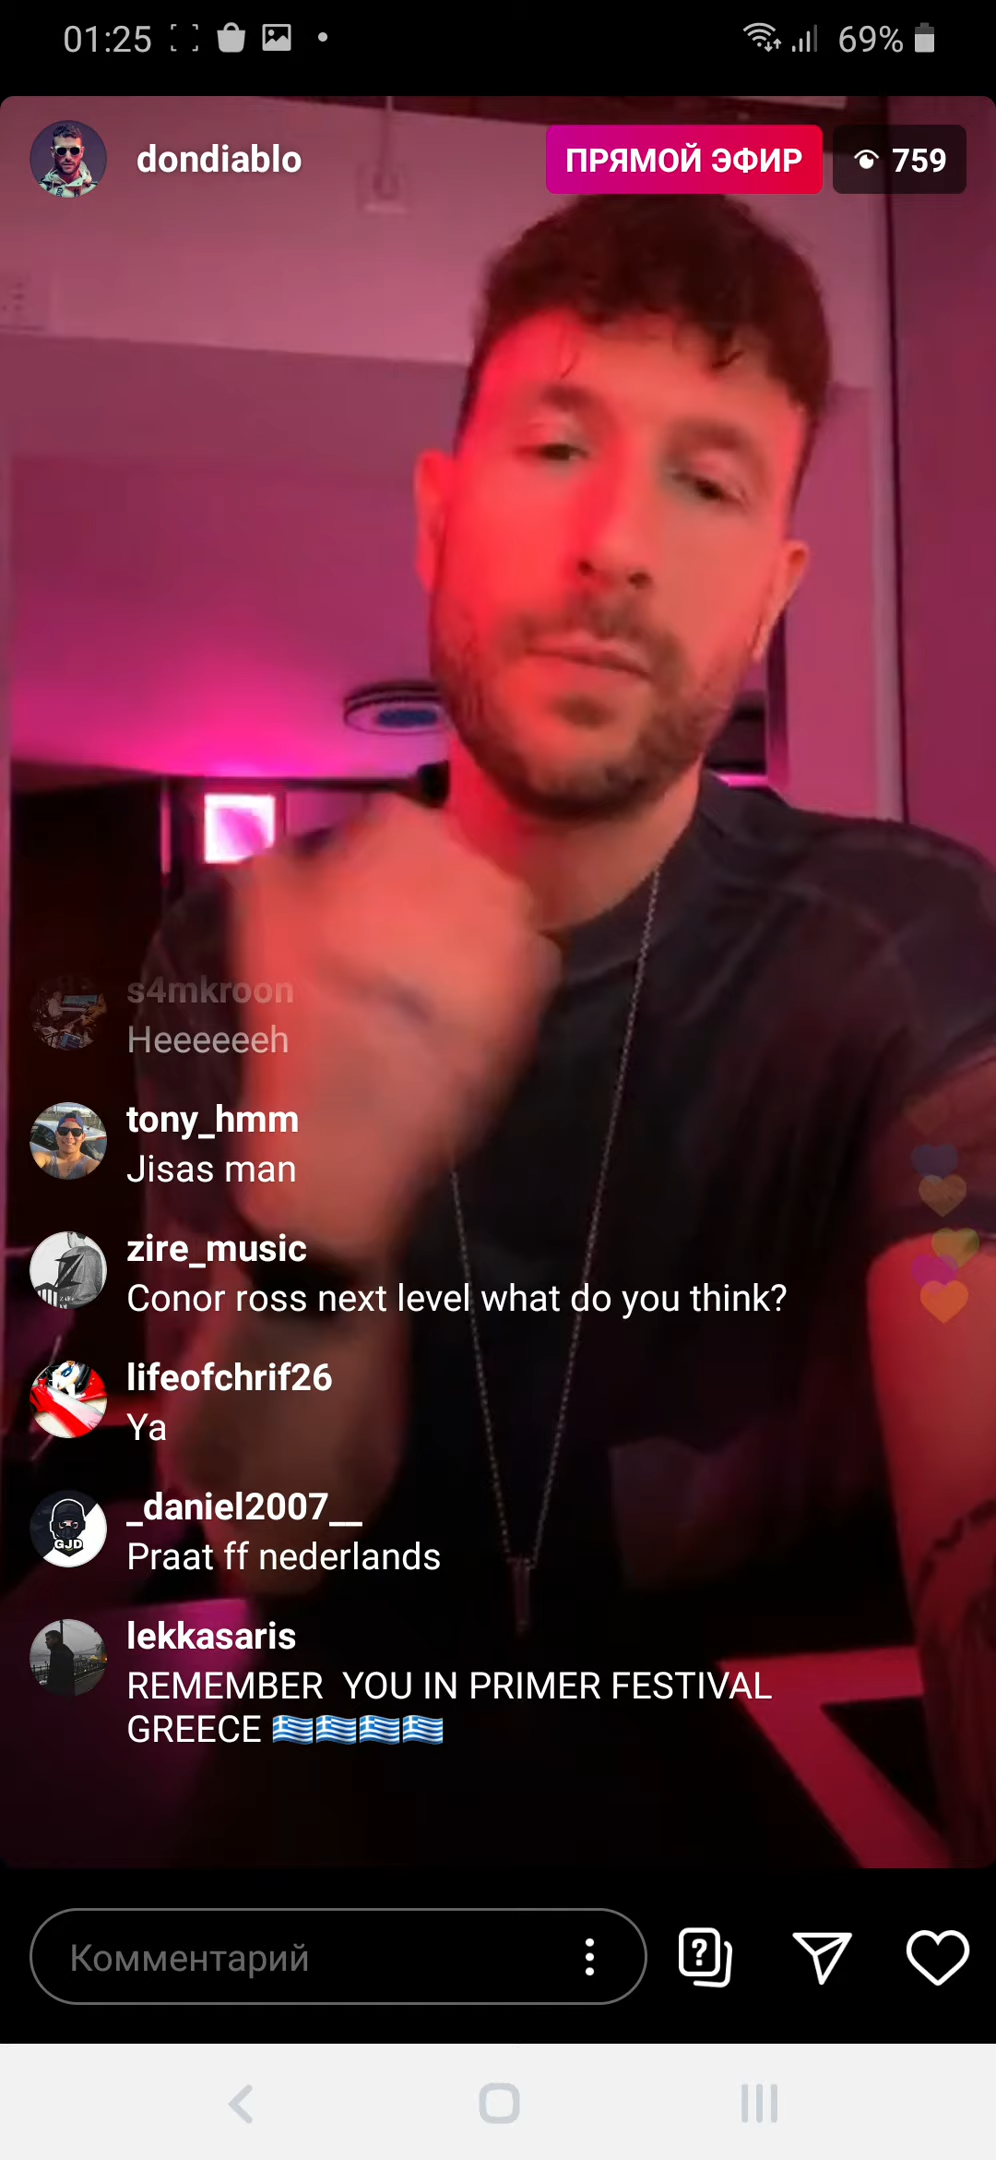 01:25
69%
dondiablo
ПРЯМОЙ ЭФИР
759
s4mkroon
Heeeeeeh
tony_hmm
Jisas man
zire_music
Conor ross next level what do you think?
lifeofchrif26
Ya
_daniel2007__
GJD
Praat ff nederlands
lekkasaris
REMEMBER  YOU IN PRIMER FESTIVAL
GREECE 🇬🇷🇬🇷🇬🇷🇬🇷
Комментарий